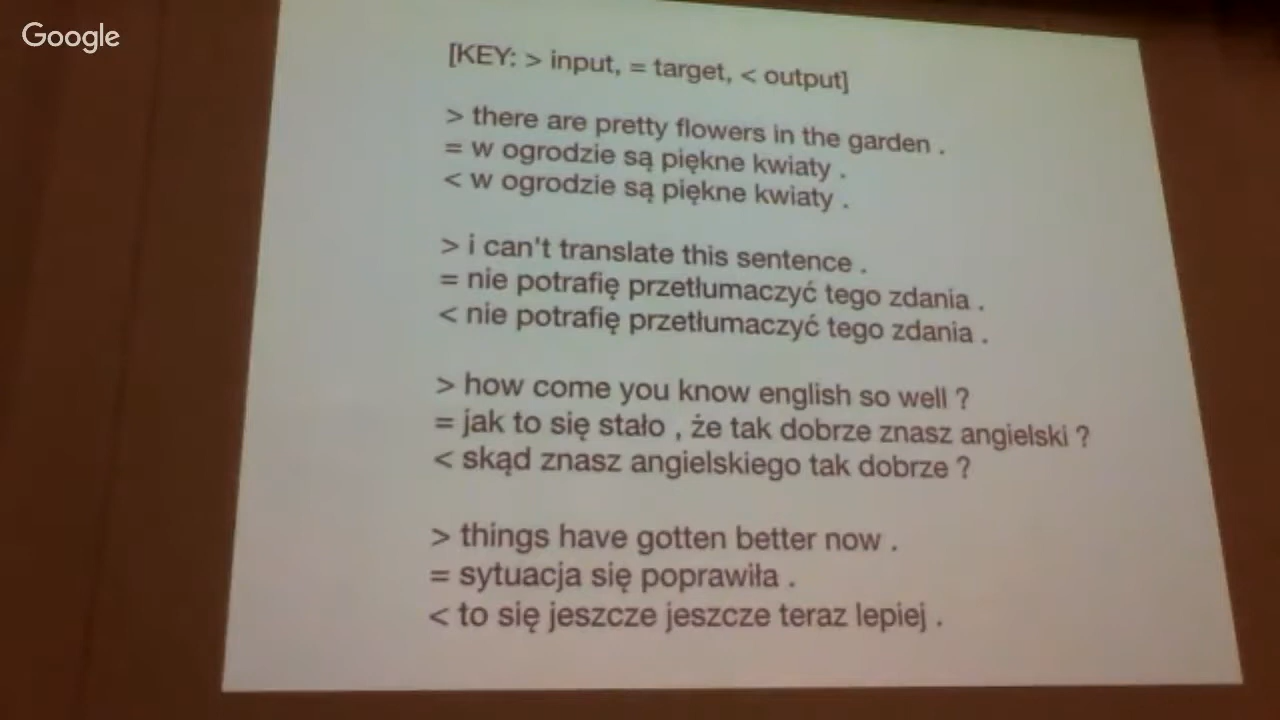 Google
[KEY: > input, = target, < output]
> there are pretty flowers in the garden .
= w ogrodzie są piękne kwiaty .
< w ogrodzie są piękne kwiaty .
> i can't translate this sentence .
= nie potrafię przetłumaczyć tego zdania .
< nie potrafię przetłumaczyć tego zdania .
> how come you know english so well ?
= jak to się stało , że tak dobrze znasz angielski ?
< skąd znasz angielskiego tak dobrze ?
> things have gotten better now .
= sytuacja się poprawiła .
< to się jeszcze jeszcze teraz lepiej .